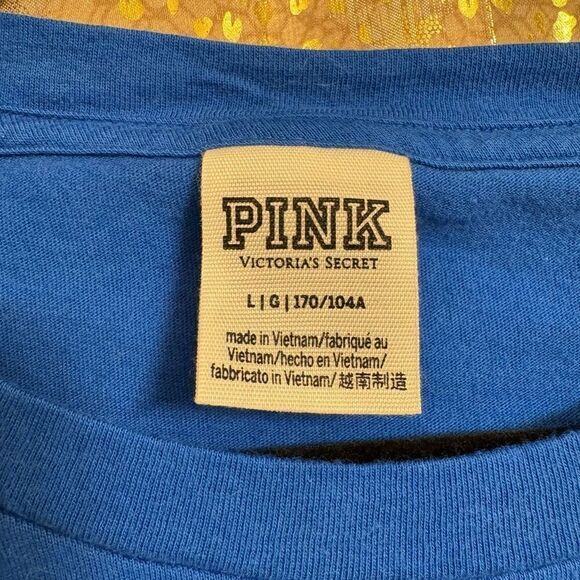 PINK
VICTORIA'S SECRET
L | G | 170/104A
made in Vietnam/fabriqué au
Vietnam/hecho en Vietnam/
fabbricato in Vietnam/越南制造